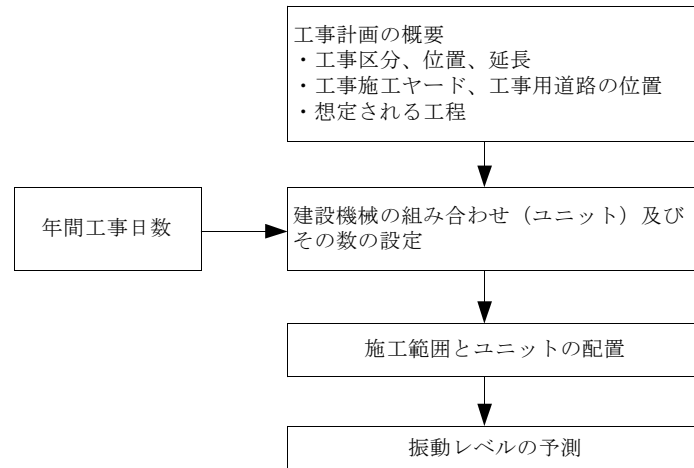 工事計画の概要
・工事区分、位置、延長
・工事施工ヤード、工事用道路の位置
・想定される工程
年間工事日数
建設機械の組み合わせ（ユニット）及び
その数の設定
施工範囲とユニットの配置
振動レベルの予測